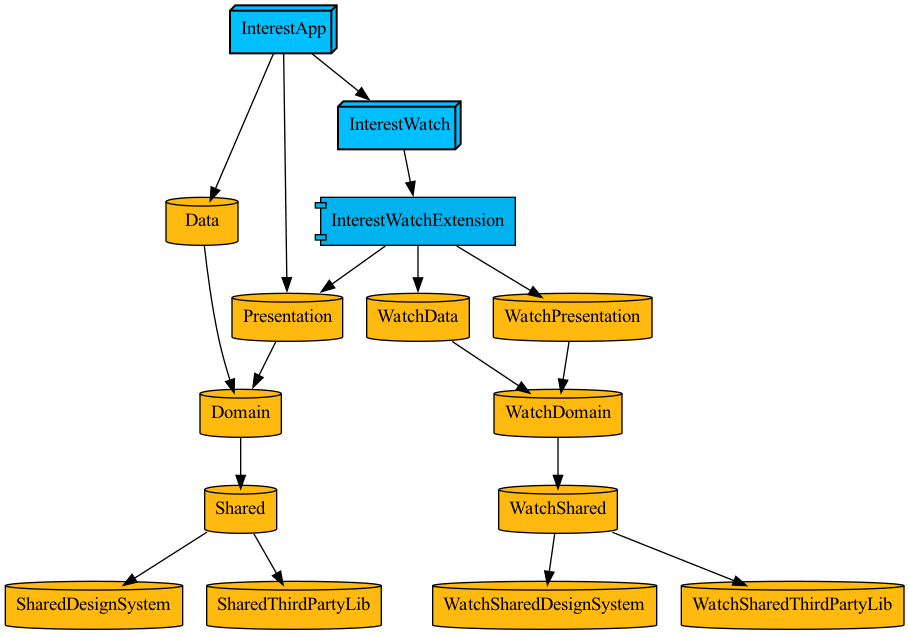 InterestApp
InterestWatch
Data
InterestWatchExtension
Presentation
WatchData
WatchPresentation
Domain
WatchDomain
Shared
WatchShared
SharedDesignSystem
SharedThirdPartyLib
WatchSharedDesignSystem
WatchSharedThirdPartyLib